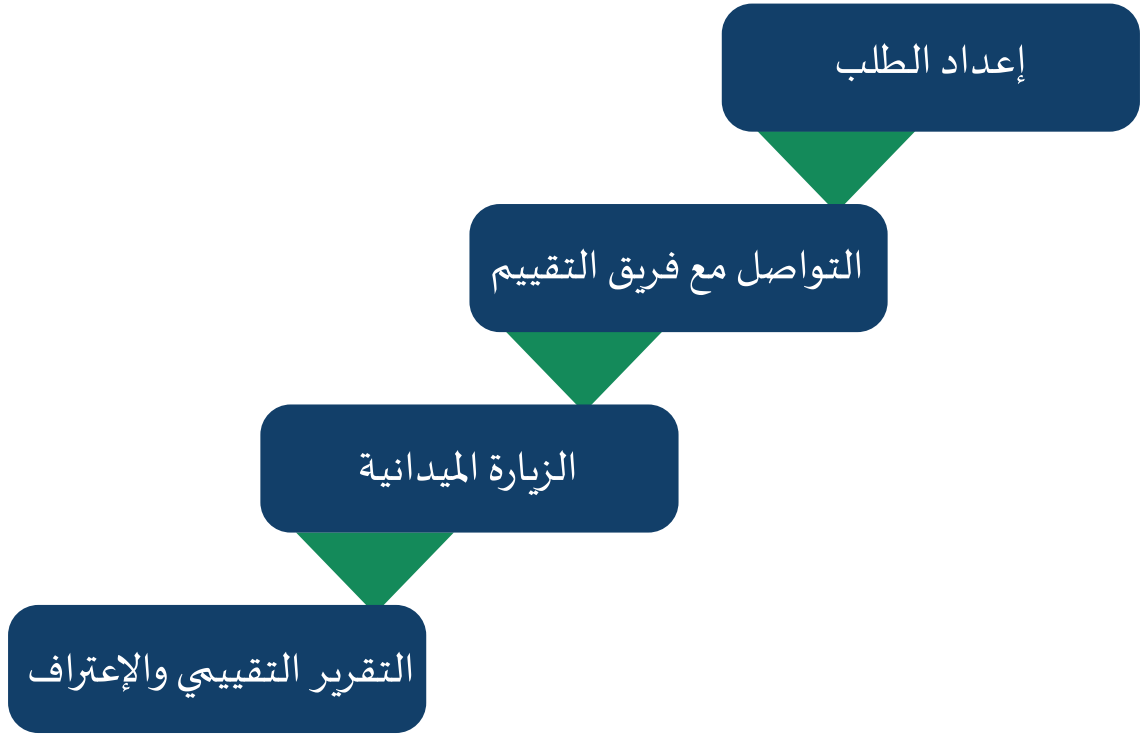 إعداد الطلب
التواصل مع فريق التقييم
الزيارة الميدانية
التقرير التقييمي والإعتراف